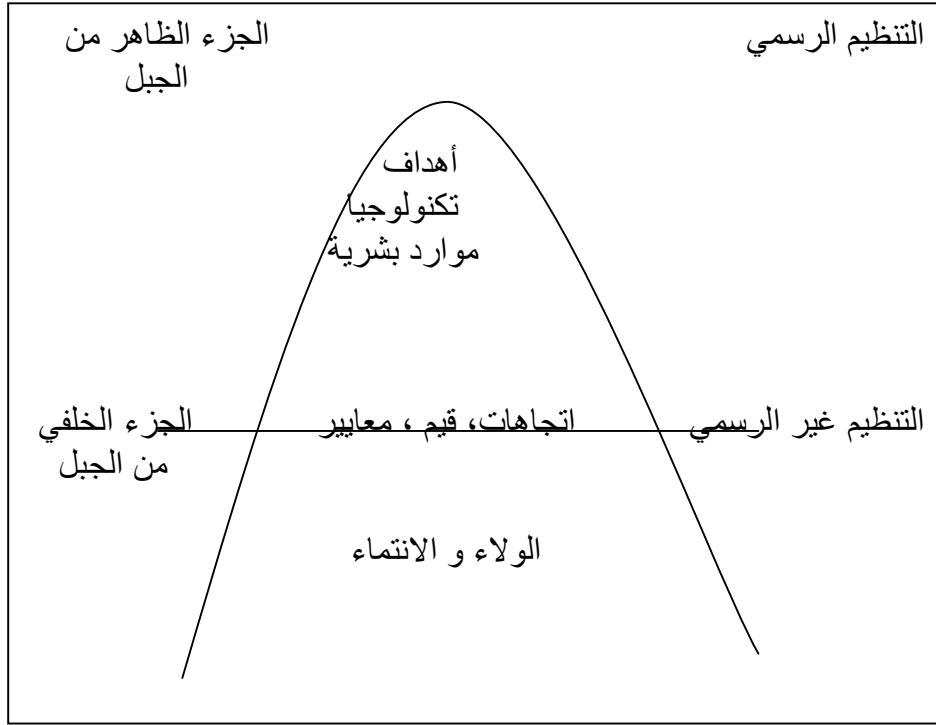 التنظيم الرسمي
الجزء الظاهر من
الجبل
أهداف
تكنولوجيا
موارد بشرية
التنظيم غير الرسمي
اتجاهات، قيم ، معايير
الجزء الخلفي
من الجبل
الولاء و الانتماء